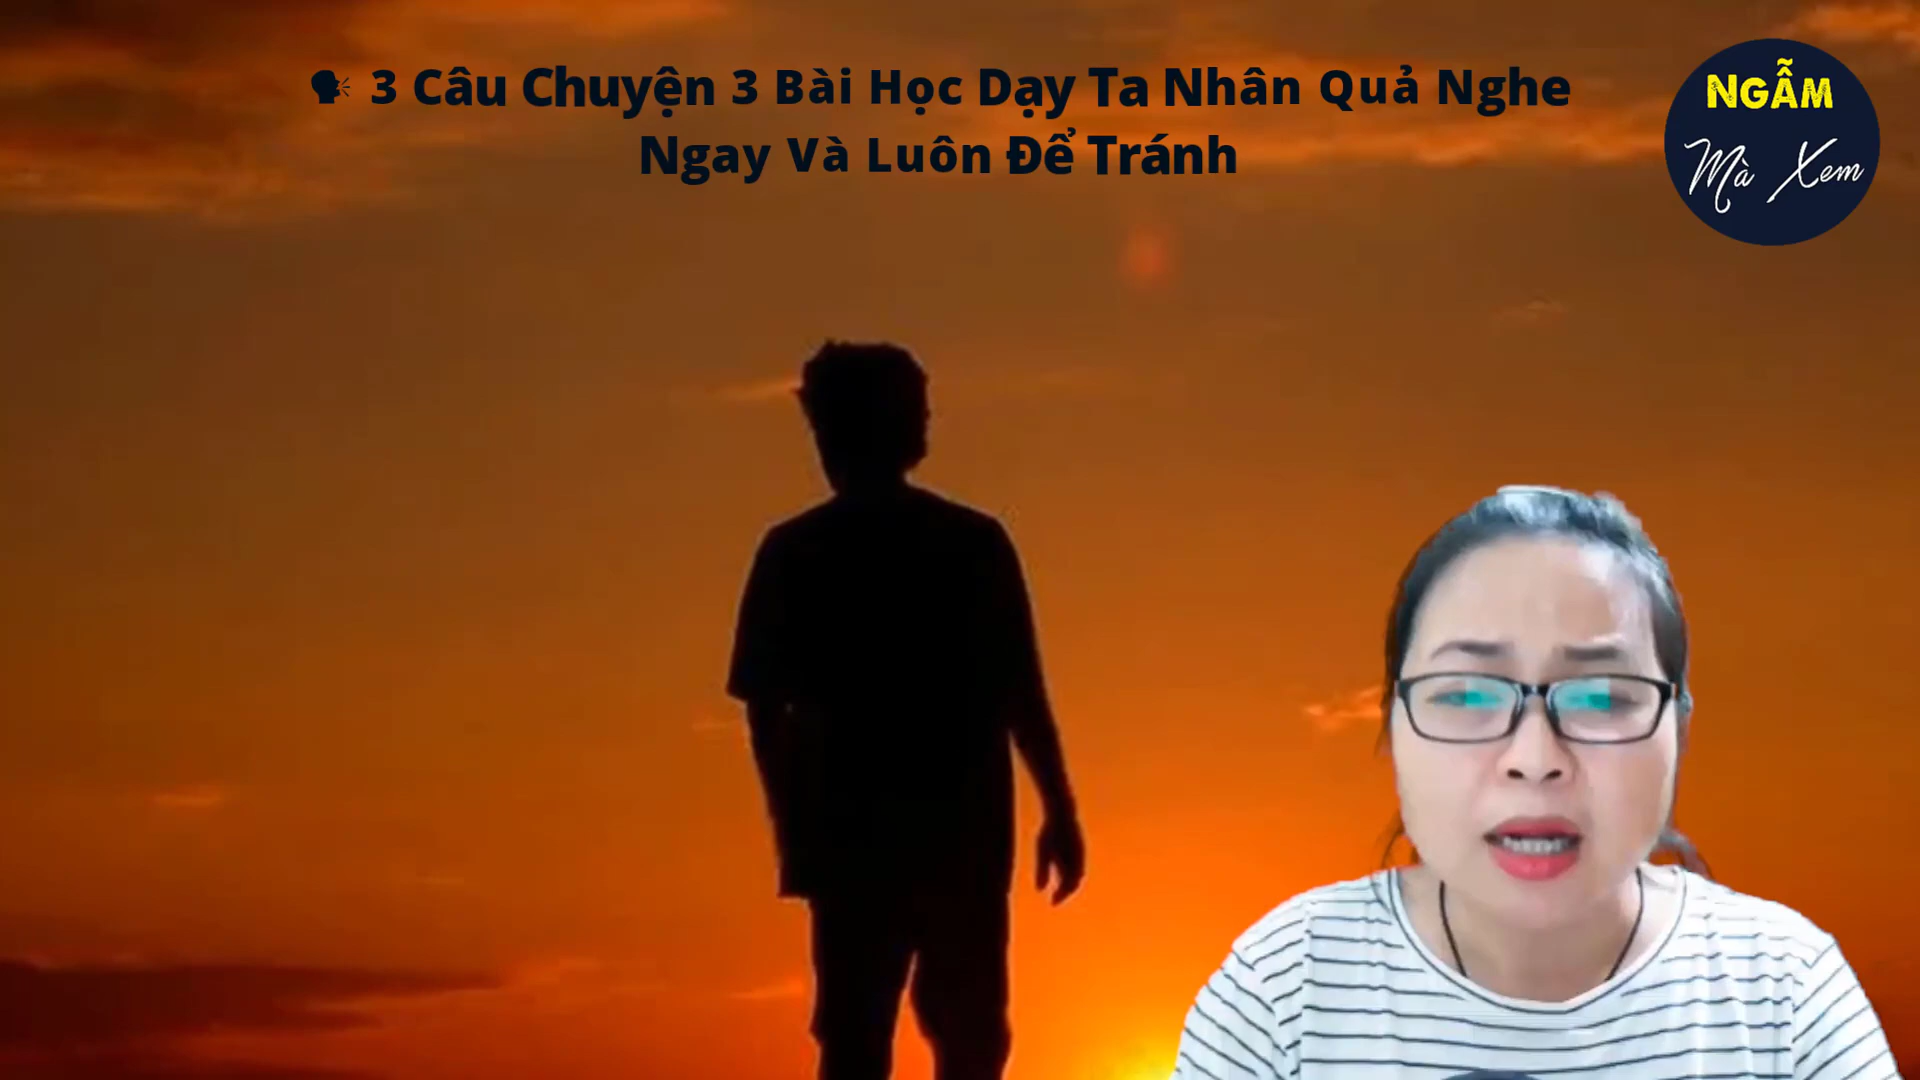 🗣 3 Câu Chuyện 3 Bài Học Dạy Ta Nhân Quả Nghe
Ngay Và Luôn Để Tránh
NGẪM
Mà Xem